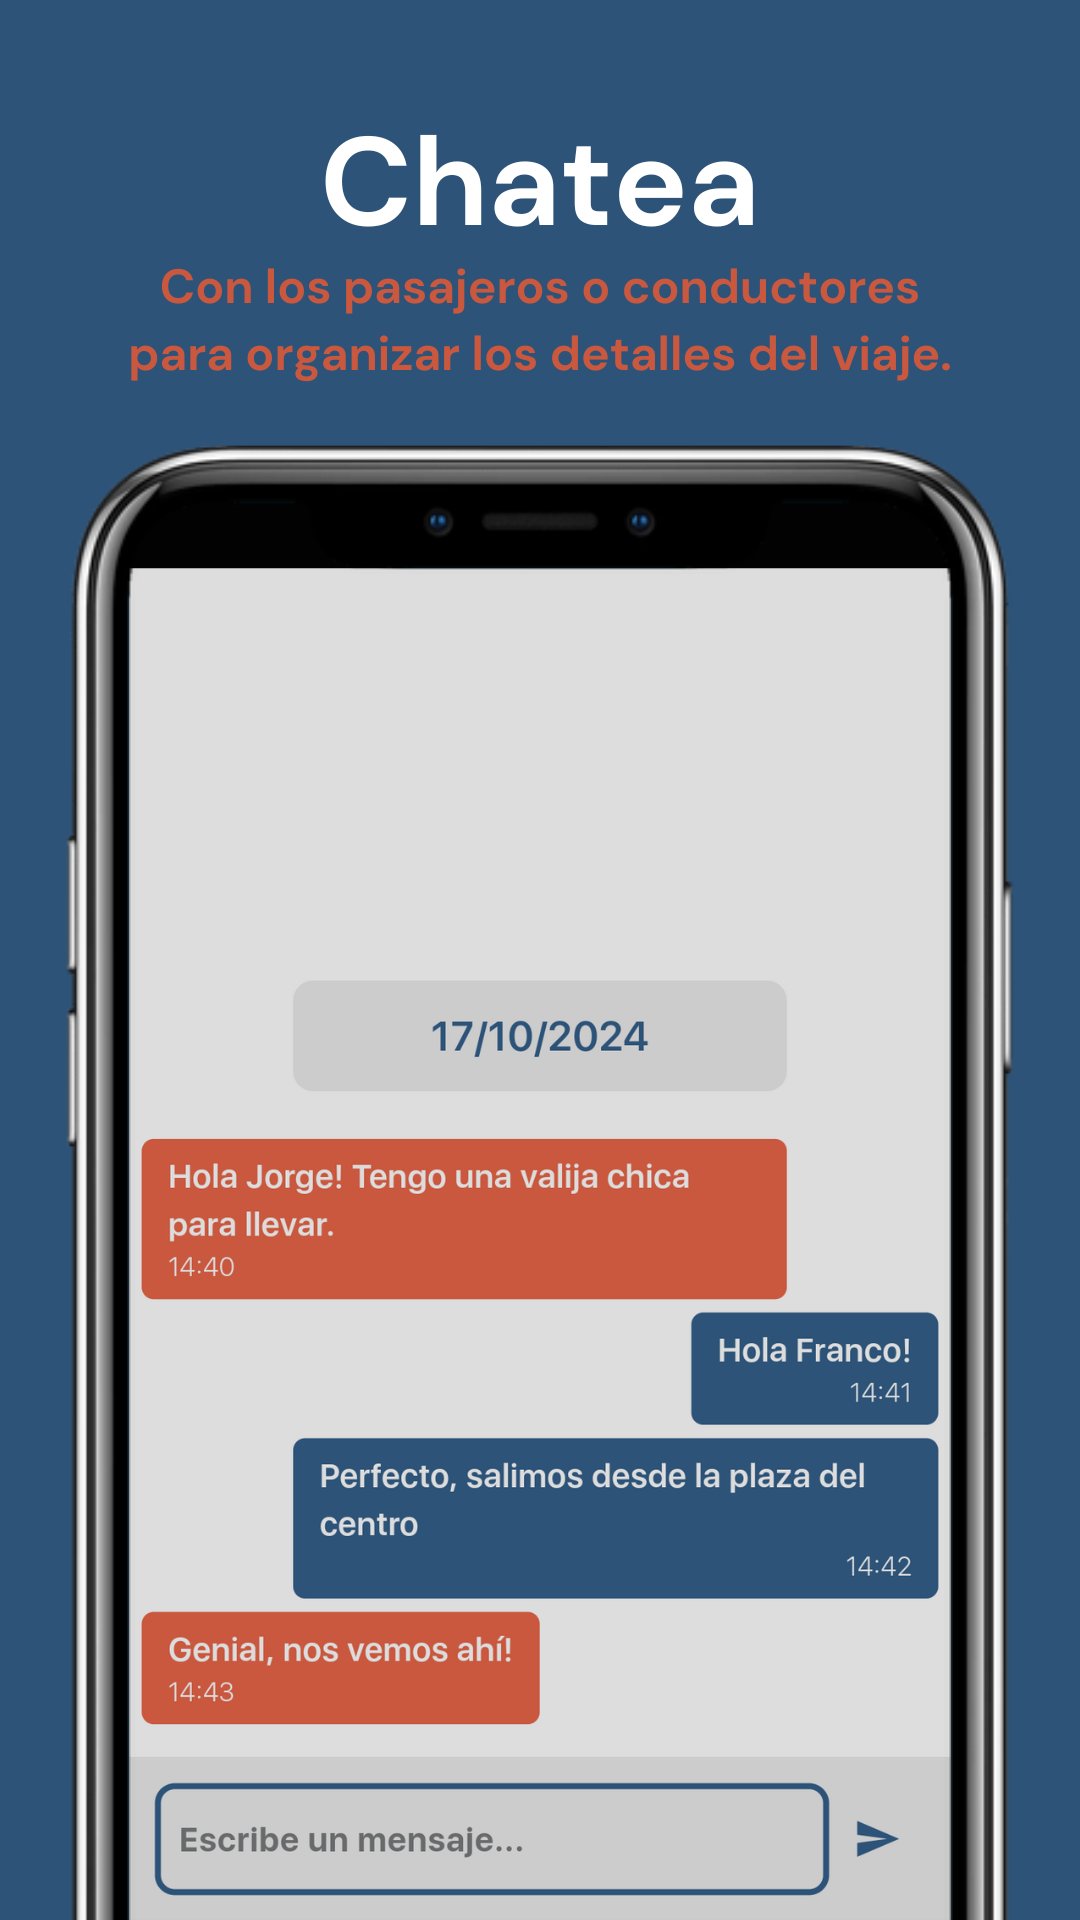 Chatea
Con los pasajeros o conductores
para organizar los detalles del viaje.
17/10/2024
Hola Jorge! Tengo una valija chica
para llevar.
14:40
Hola Franco!
14:41
Perfecto, salimos desde la plaza del
centro
14:42
Genial, nos vemos ahí!
14:43
Escribe un mensaje...